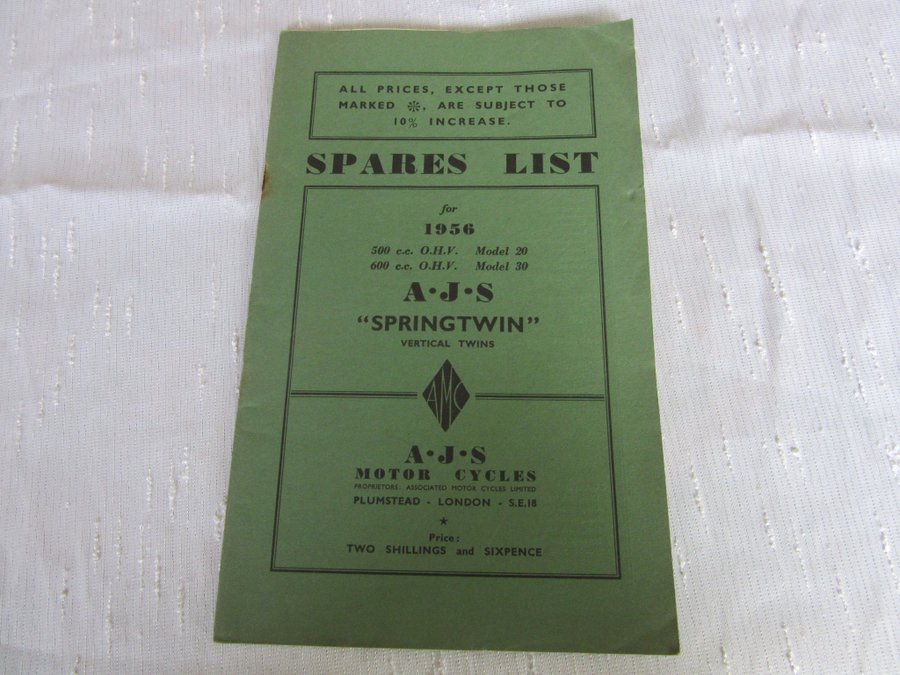 ALL PRICES, EXCEPT THOSE
MARKED ❇, ARE SUBJECT TO
10% INCREASE.
SPARES LIST
for
1956
500 c.c. O.H.V. Model 20
600 c.c. O.H.V. Model 30
A·J·S
"SPRINGTWIN"
VERTICAL TWINS
AMC
A·J·S
MOTOR CYCLES
PROPRIETORS: ASSOCIATED MOTOR CYCLES LIMITED
PLUMSTEAD - LONDON - S.E.18
★
Price:
TWO SHILLINGS and SIXPENCE